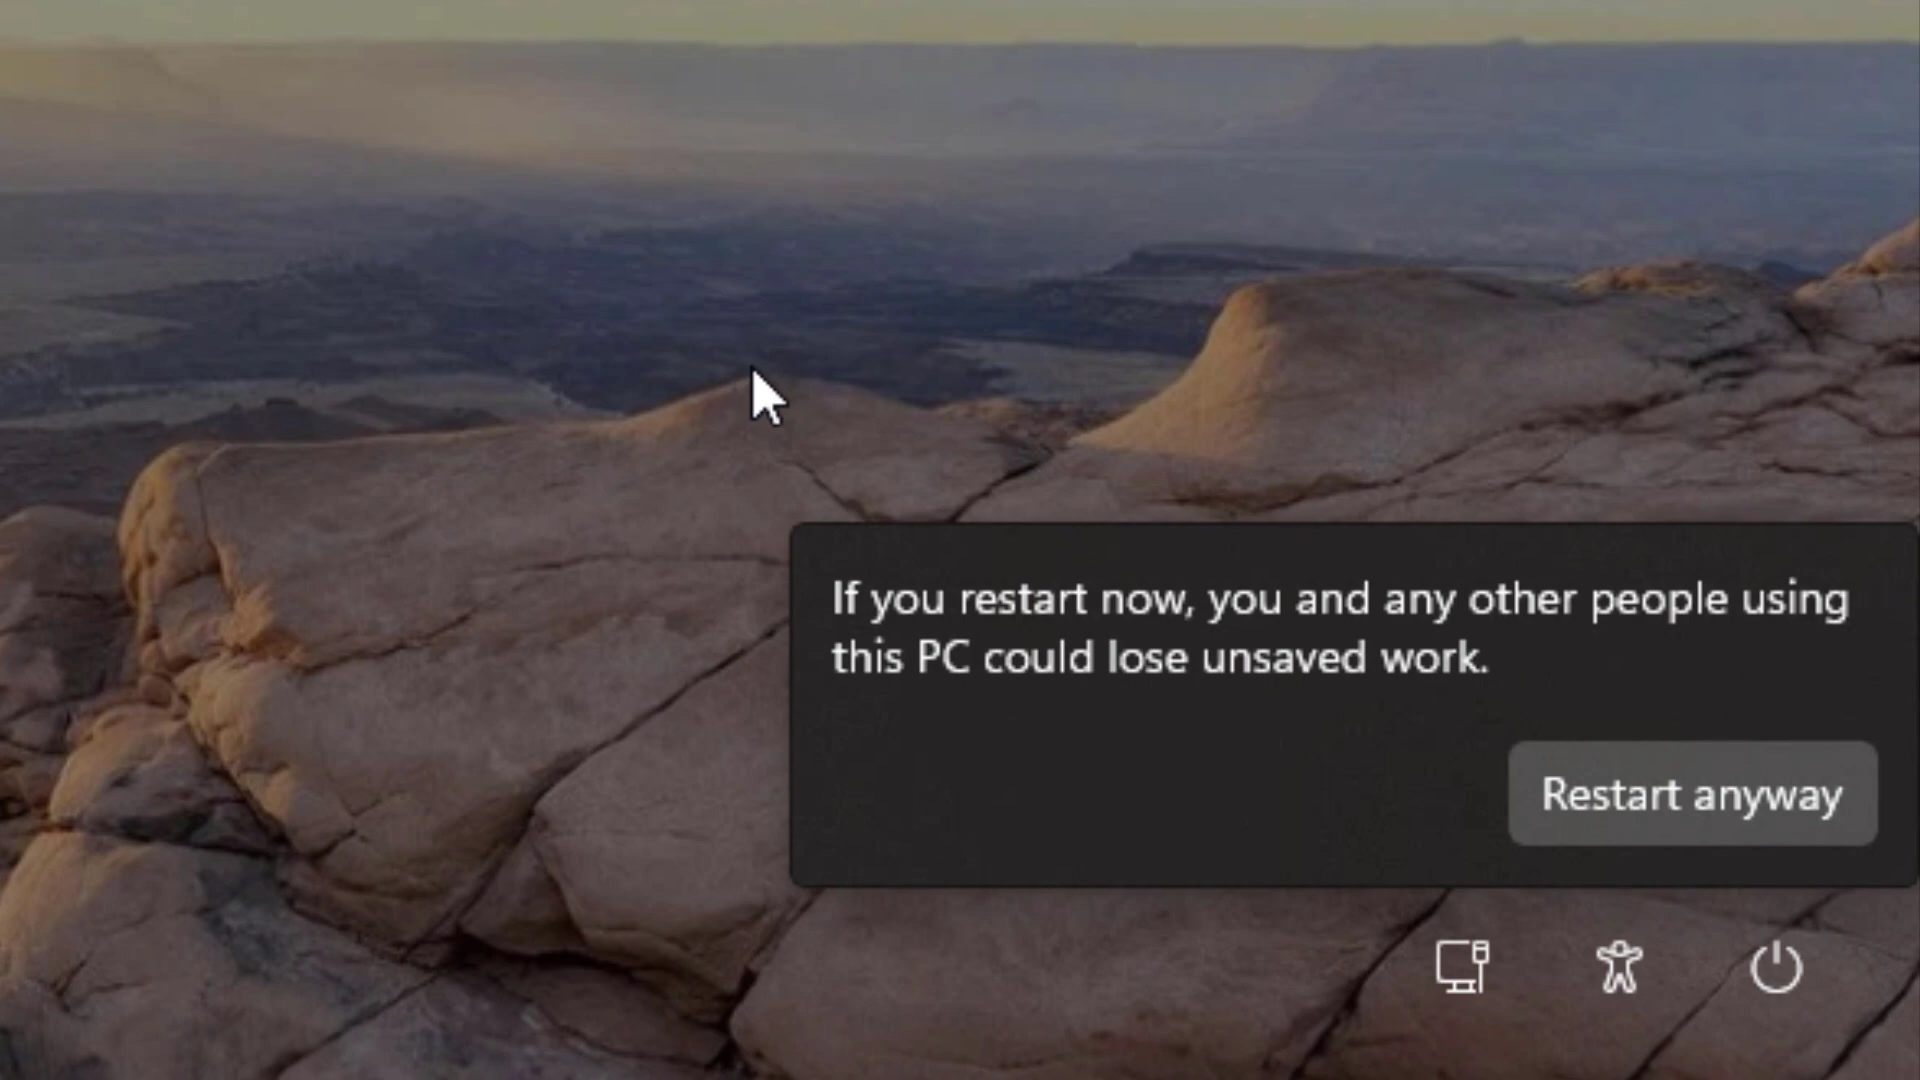 If you restart now, you and any other people using
this PC could lose unsaved work.
Restart anyway